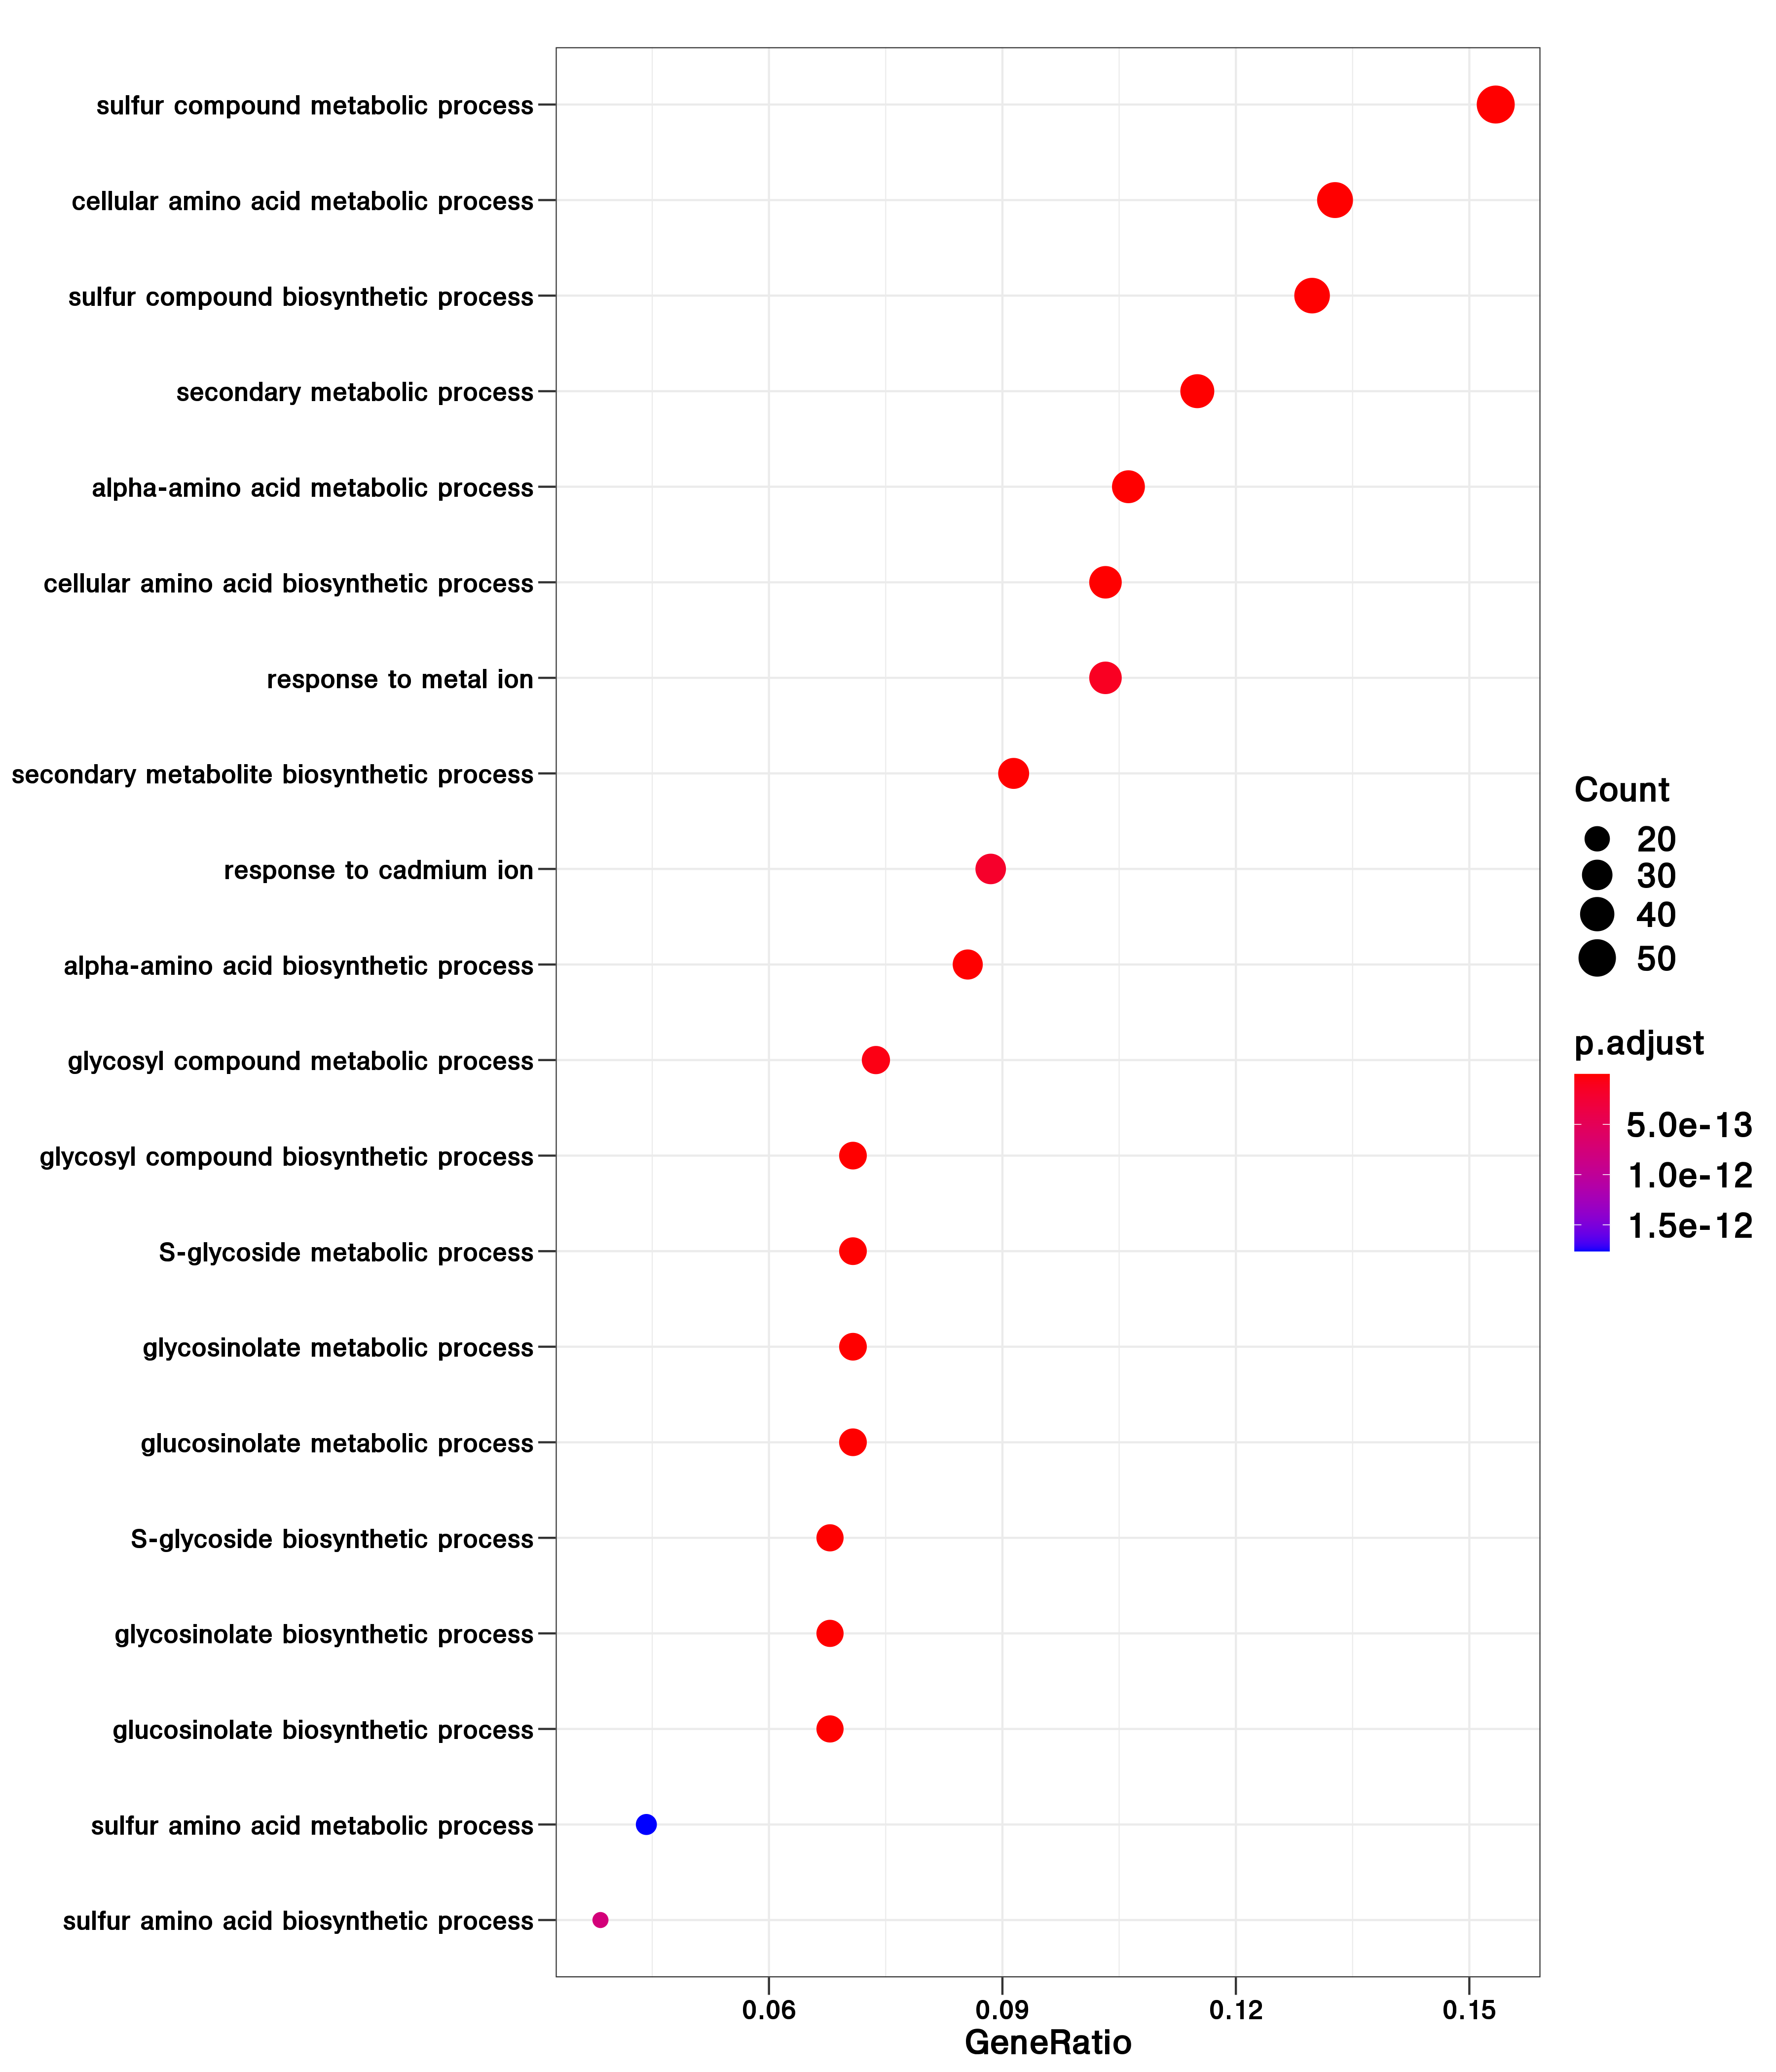 sulfur compound metabolic process
cellular amino acid metabolic process
sulfur compound biosynthetic process
secondary metabolic process
alpha-amino acid metabolic process
cellular amino acid biosynthetic process
response to metal ion
secondary metabolite biosynthetic process
response to cadmium ion
alpha-amino acid biosynthetic process
glycosyl compound metabolic process
glycosyl compound biosynthetic process
S-glycoside metabolic process
glycosinolate metabolic process
glucosinolate metabolic process
S-glycoside biosynthetic process
glycosinolate biosynthetic process
glucosinolate biosynthetic process
sulfur amino acid metabolic process
sulfur amino acid biosynthetic process
0.06 0.09 0.12 0.15
GeneRatio
Count
20
30
40
50
p.adjust
5.0e-13
1.0e-12
1.5e-12